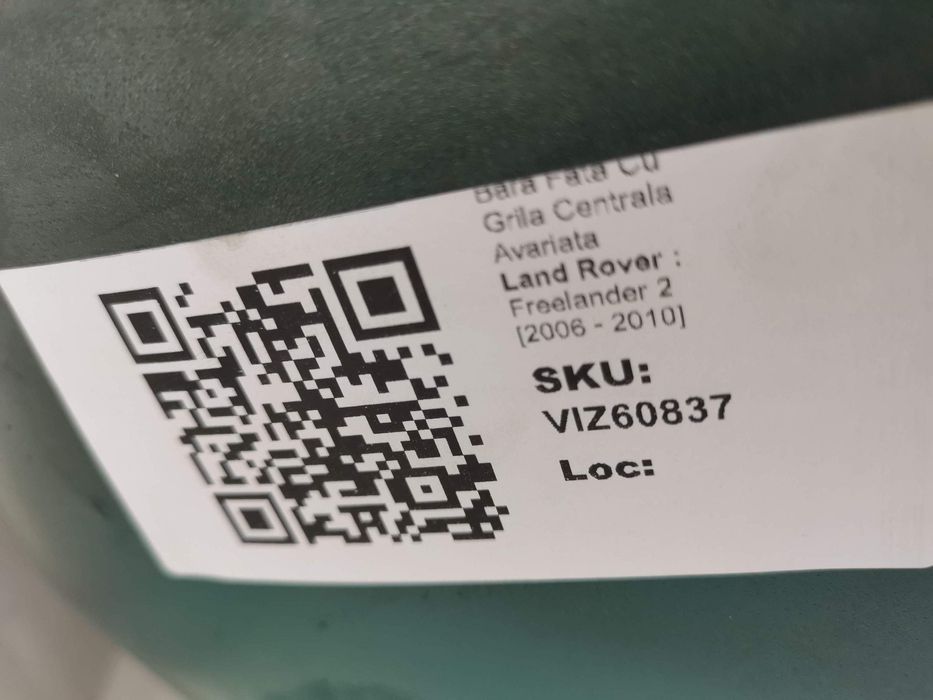 Bara Fata Cu
Grila Centrala
Avariata
Land Rover :
Freelander 2
[2006 - 2010]
SKU:
VIZ60837
Loc: